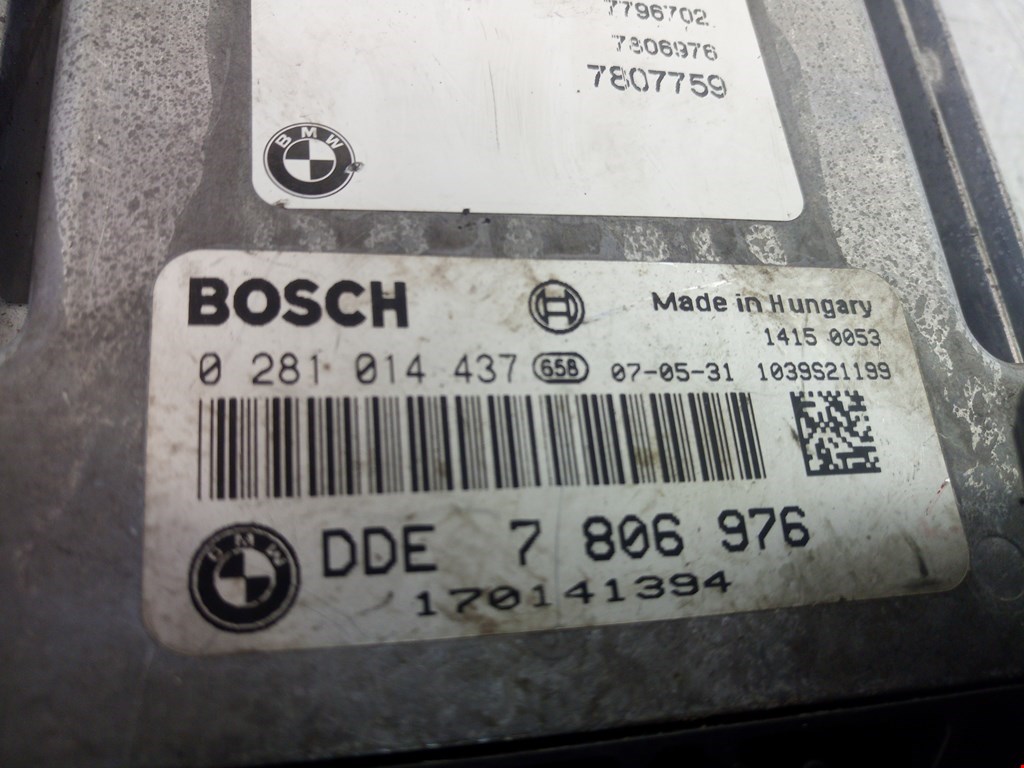 7796702
7806976
7807759
BMW
BOSCH
Made in Hungary
1415 0053
0 281 014 437 658 07-05-31 1039S21199
BMW
DDE 7 806 976
170141394